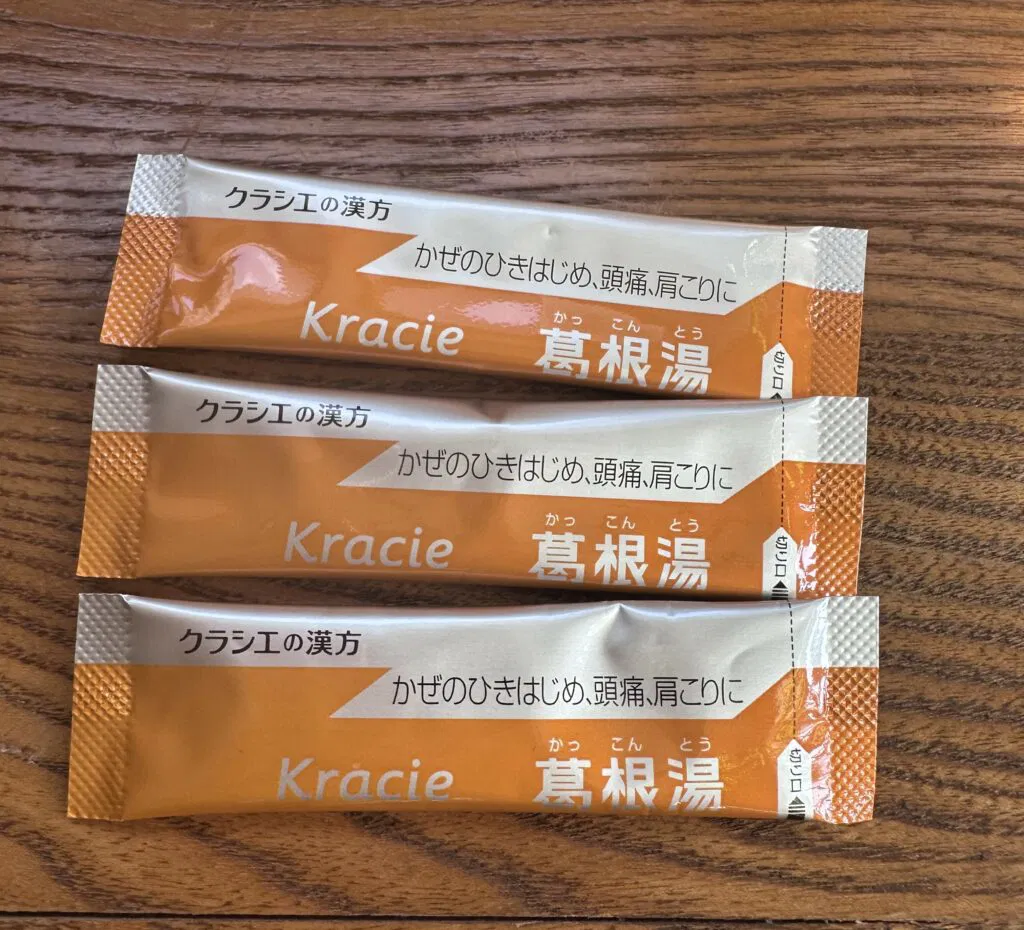 クラシエの漢方
かぜのひきはじめ、頭痛、肩こりに
かっ こん とう
Kracie 葛根湯
切り口
クラシエの漢方
かぜのひきはじめ、頭痛、肩こりに
かっ こん とう
Kracie 葛根湯
切り口
クラシエの漢方
かぜのひきはじめ、頭痛、肩こりに
かっ こん とう
Kracie 葛根湯
切り口